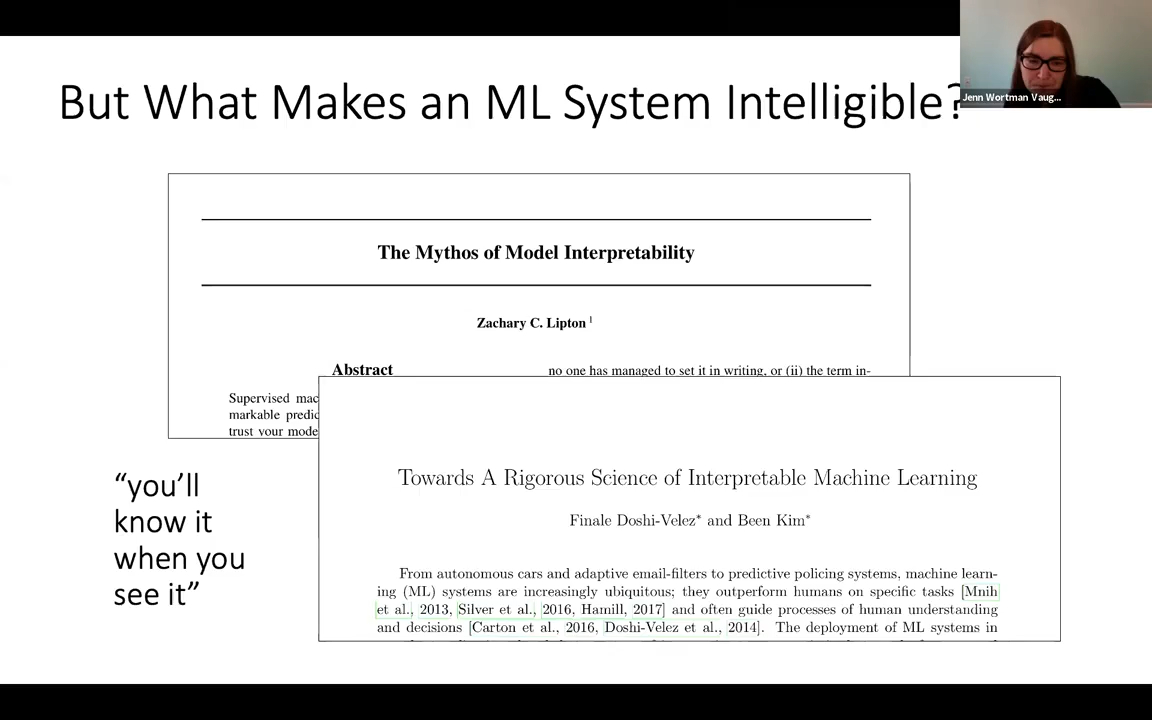 But What Makes an ML System Intelligible?
Jenn Wortman Vaug...
The Mythos of Model Interpretability
Zachary C. Lipton 1
Abstract
no one has managed to set it in writing, or (ii) the term in-
Supervised mac
markable predic
trust your mode
"you'll
know it
when you
see it"
Towards A Rigorous Science of Interpretable Machine Learning
Finale Doshi-Velez* and Been Kim*
From autonomous cars and adaptive email-filters to predictive policing systems, machine learn-
ing (ML) systems are increasingly ubiquitous; they outperform humans on specific tasks [Mnih
et al., 2013, Silver et al., 2016, Hamill, 2017] and often guide processes of human understanding
and decisions [Carton et al., 2016, Doshi-Velez et al., 2014]. The deployment of ML systems in